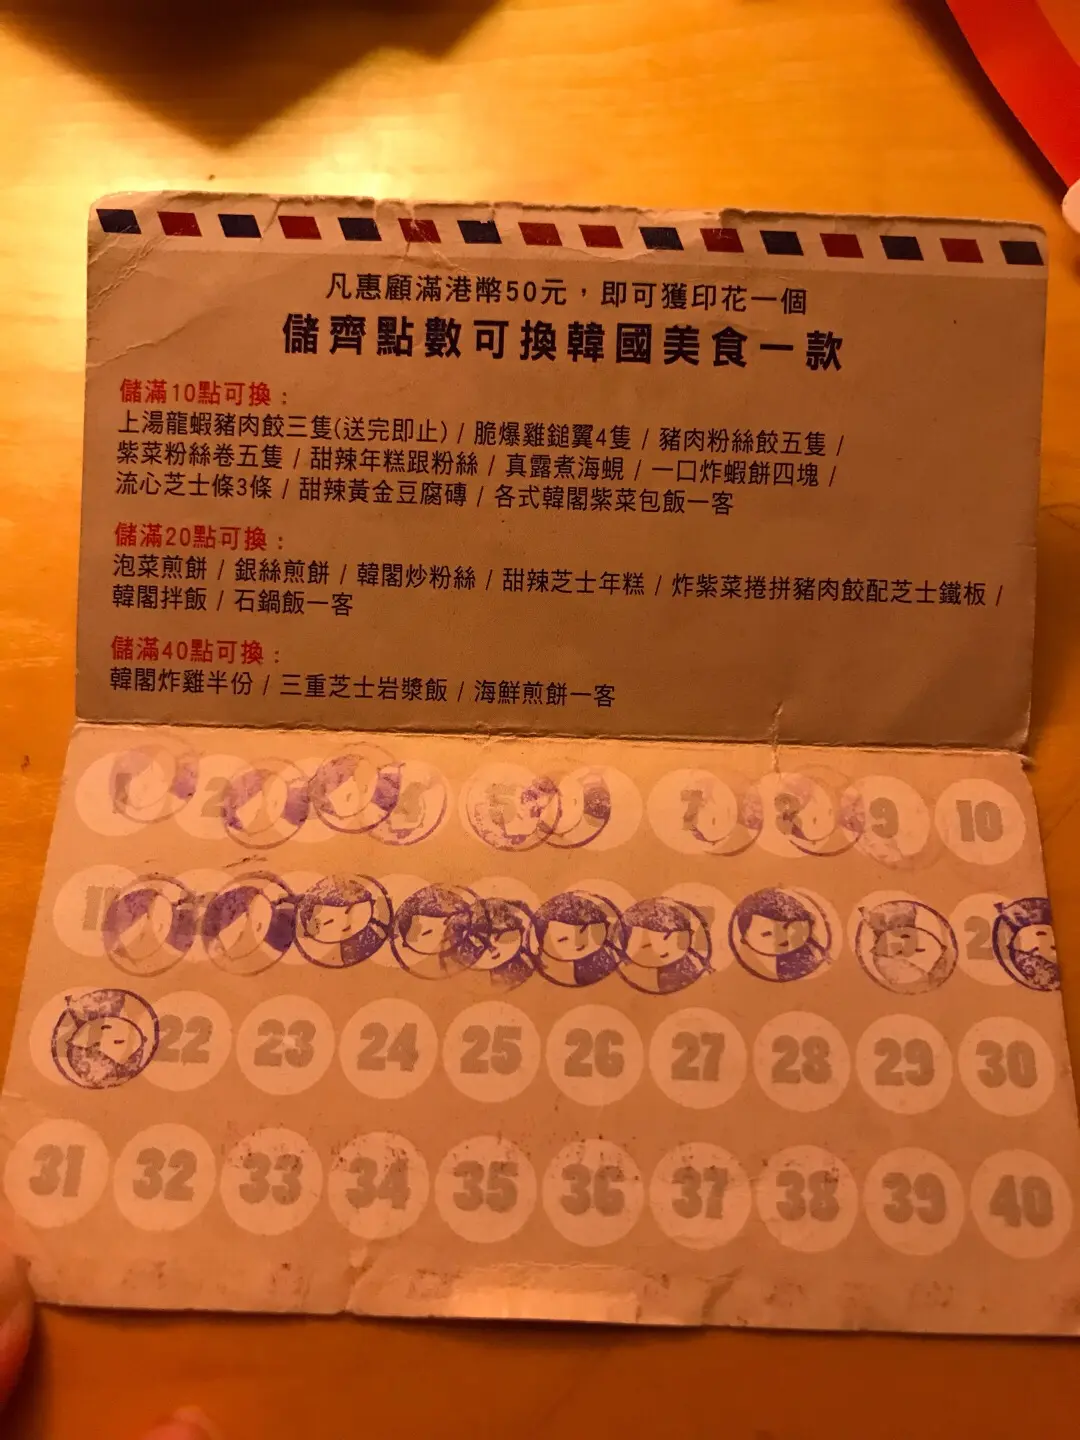 凡惠顧滿港幣50元，即可獲印花一個
儲齊點數可換韓國美食一款
儲滿10點可換：
上湯龍蝦豬肉餃三隻(送完即止) / 脆爆雞鎚翼4隻 / 豬肉粉絲餃五隻 /
紫菜粉絲卷五隻 / 甜辣年糕跟粉絲 / 真露煮海蜆 / 一口炸蝦餅四塊 /
流心芝士條3條 / 甜辣黃金豆腐磚 / 各式韓閣紫菜包飯一客
儲滿20點可換：
泡菜煎餅 / 銀絲煎餅 / 韓閣炒粉絲 / 甜辣芝士年糕 / 炸紫菜捲拼豬肉餃配芝士鐵板 /
韓閣拌飯 / 石鍋飯一客
儲滿40點可換：
韓閣炸雞半份 / 三重芝士岩漿飯 / 海鮮煎餅一客
1 2 4 5 6 7 8 9 10
11
22 23 24 25 26 27 28 29 30
31 32 33 34 35 36 37 38 39 40